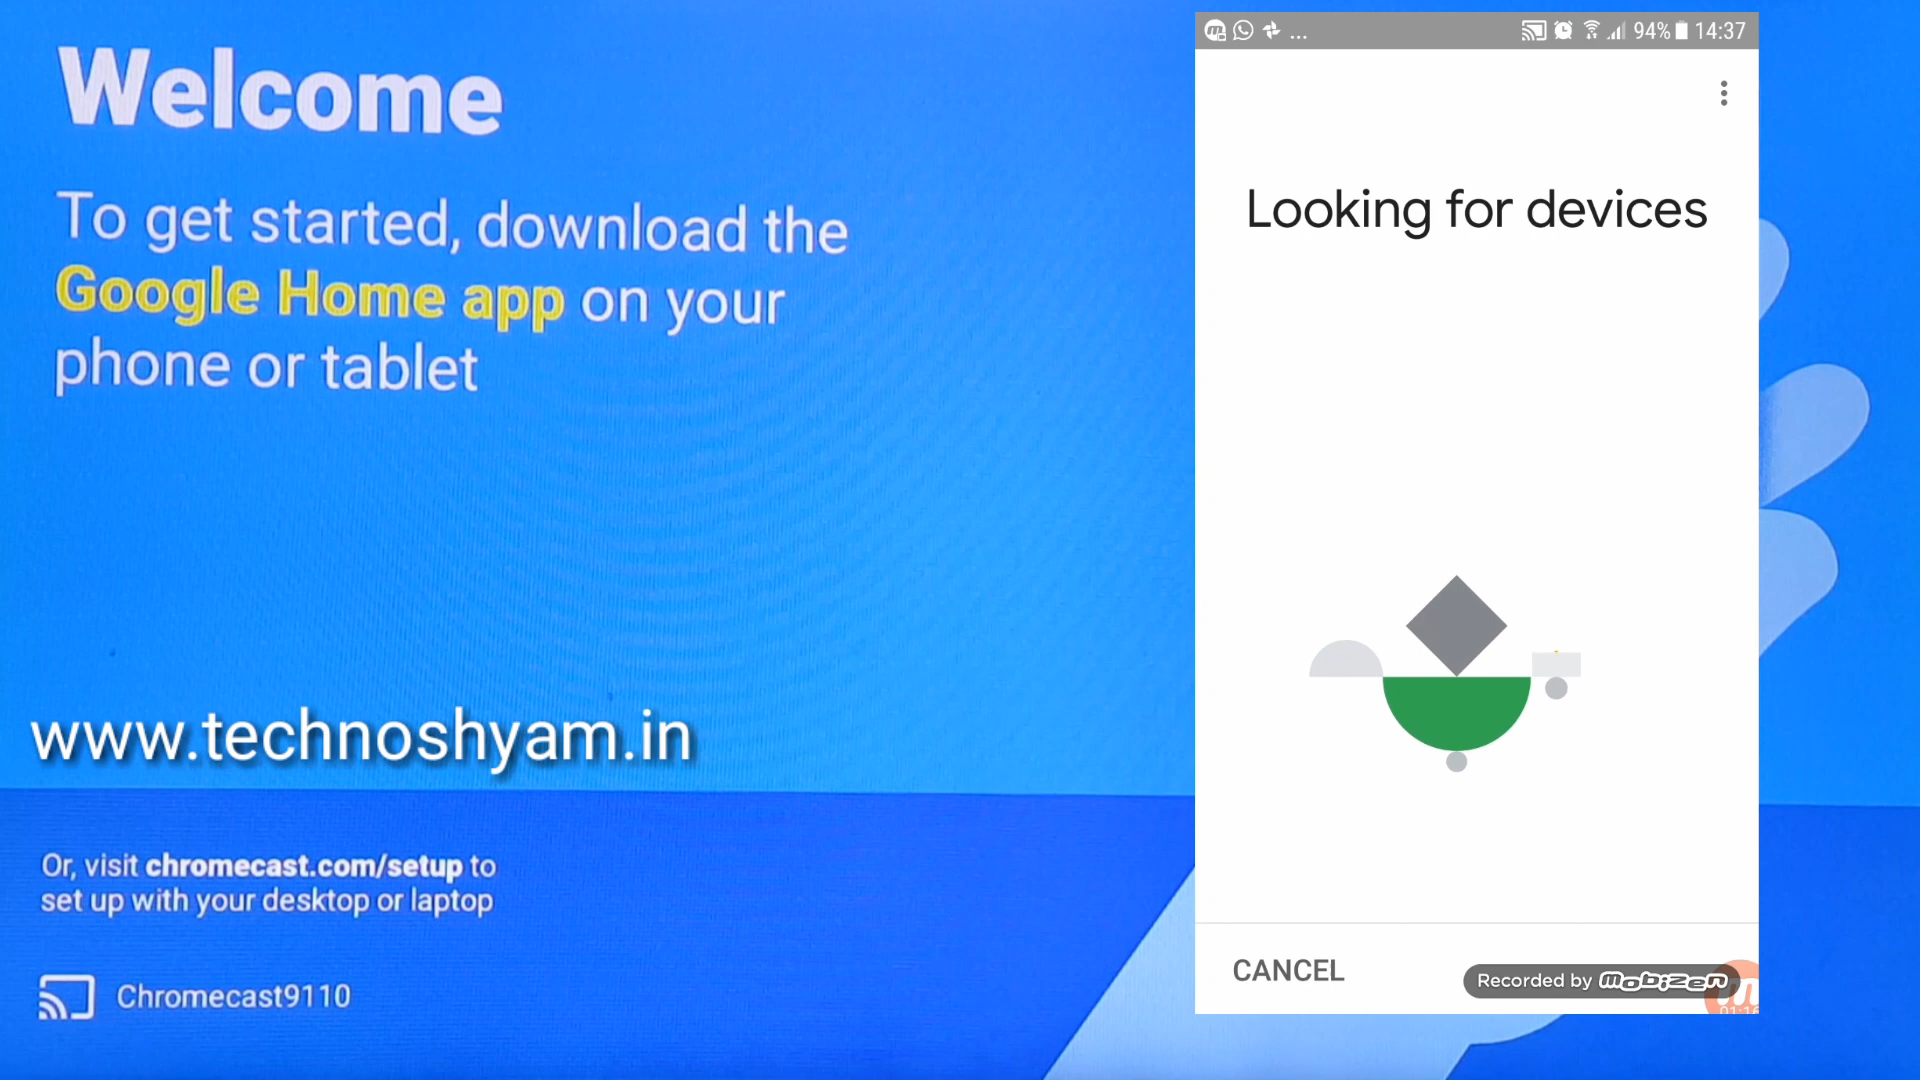 Welcome
To get started, download the
Google Home app on your
phone or tablet
www.technoshyam.in
Or, visit chromecast.com/setup to
set up with your desktop or laptop
Chromecast9110
94% 14:37
Looking for devices
CANCEL
Recorded by mobizen
01:16